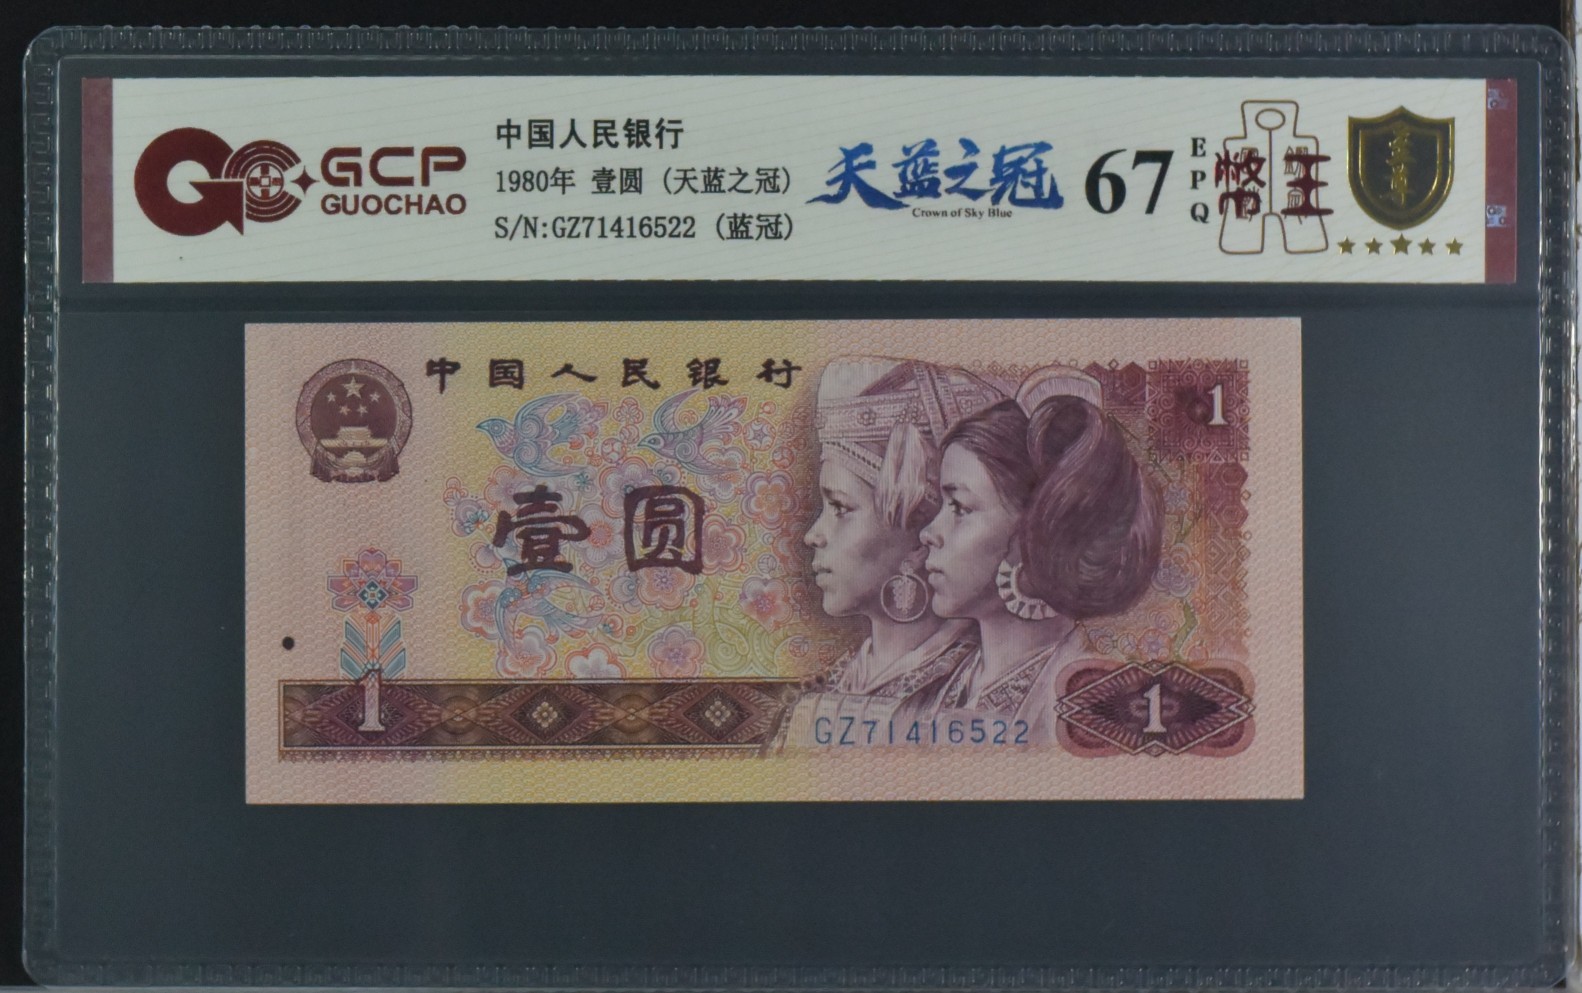 GCP
GUOCHAO
中国人民银行
1980年 壹圆 (天蓝之冠)
S/N:GZ71416522 (蓝冠)
天蓝之冠
Crown of Sky Blue
67
EPQ
至尊
中国人民银行
1
壹圆
1
GZ71416522
1